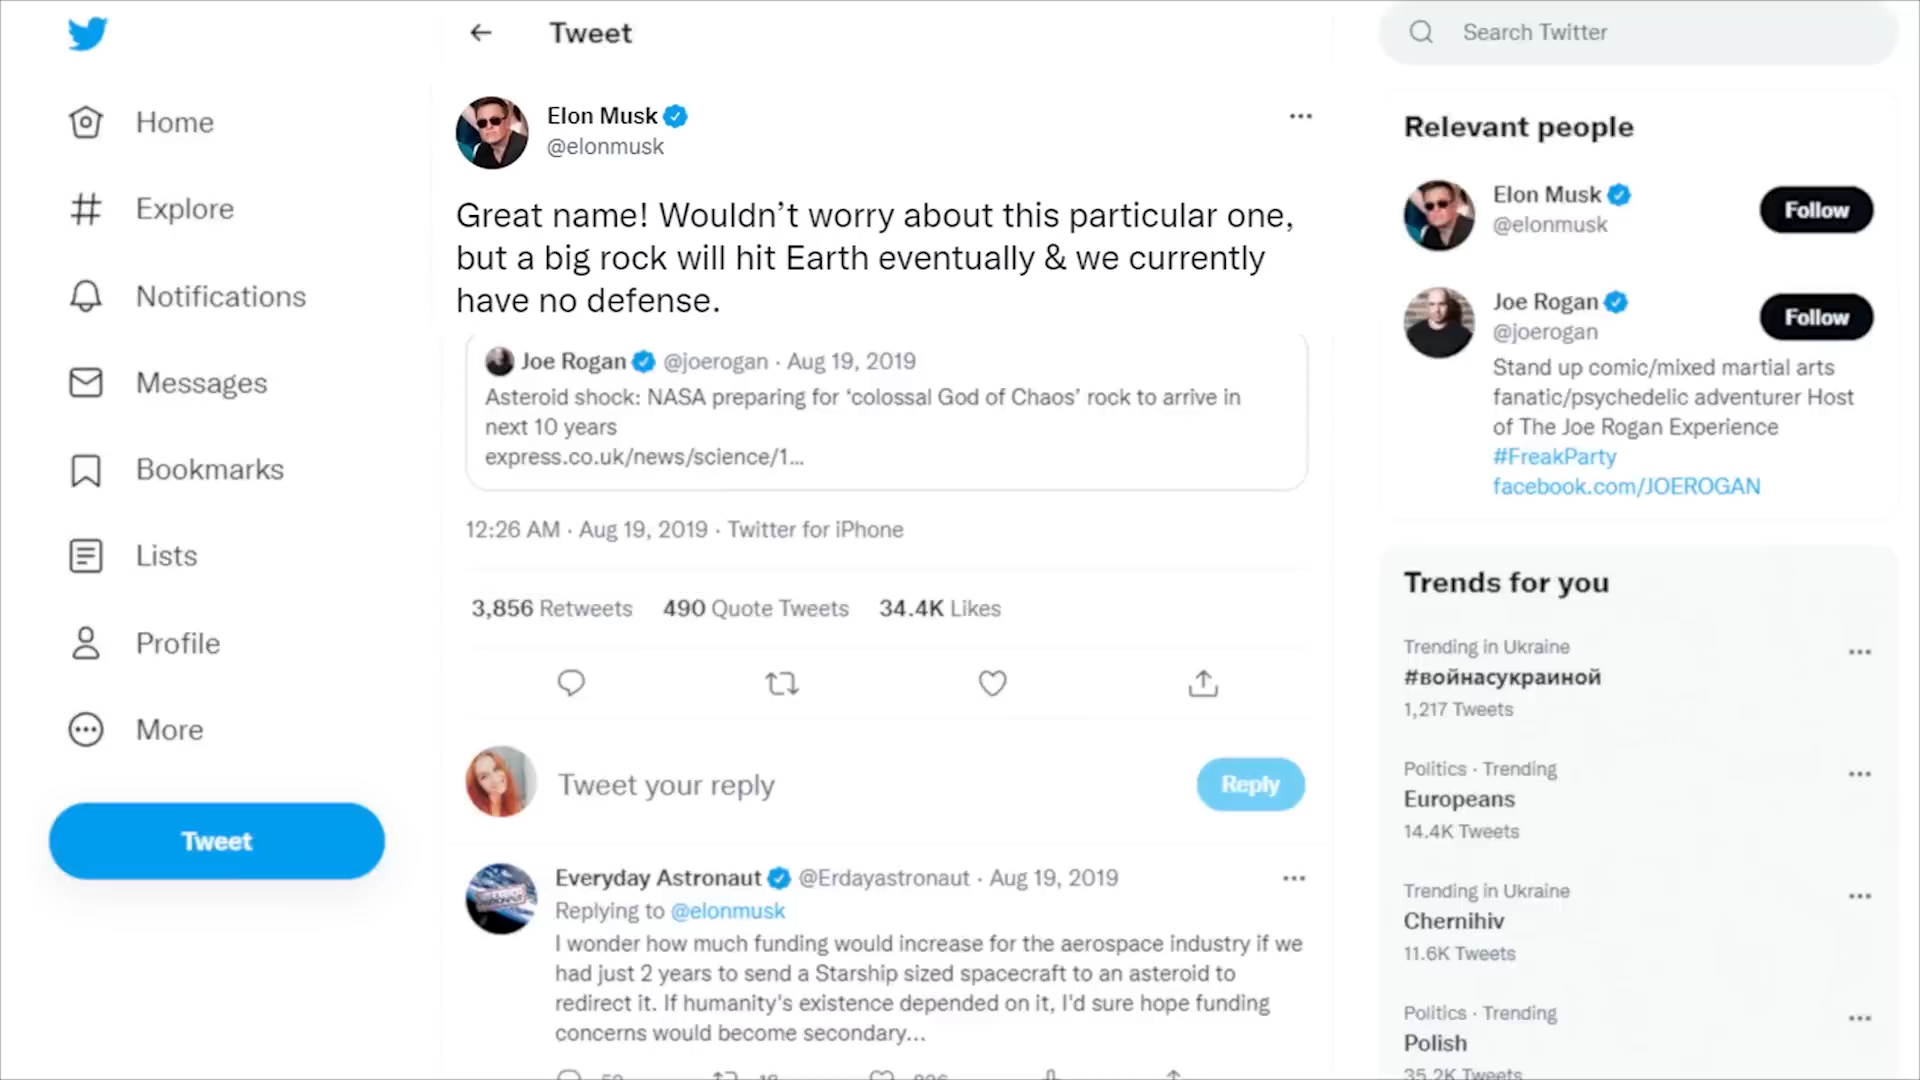 Home
Explore
Notifications
Messages
Bookmarks
Lists
Profile
More
Tweet
Tweet
Elon Musk
@elonmusk
Great name! Wouldn’t worry about this particular one,
but a big rock will hit Earth eventually & we currently
have no defense.
Joe Rogan @joerogan · Aug 19, 2019
Asteroid shock: NASA preparing for ‘colossal God of Chaos’ rock to arrive in
next 10 years
express.co.uk/news/science/1...
12:26 AM · Aug 19, 2019 · Twitter for iPhone
3,856 Retweets 490 Quote Tweets 34.4K Likes
Tweet your reply
Reply
Everyday Astronaut @Erdayastronaut · Aug 19, 2019
Replying to @elonmusk
I wonder how much funding would increase for the aerospace industry if we
had just 2 years to send a Starship sized spacecraft to an asteroid to
redirect it. If humanity's existence depended on it, I'd sure hope funding
concerns would become secondary...
Search Twitter
Relevant people
Elon Musk
@elonmusk
Follow
Joe Rogan
@joerogan
Follow
Stand up comic/mixed martial arts
fanatic/psychedelic adventurer Host
of The Joe Rogan Experience
#FreakParty
facebook.com/JOEROGAN
Trends for you
Trending in Ukraine
#войнасукраиной
1,217 Tweets
Politics · Trending
Europeans
14.4K Tweets
Trending in Ukraine
Chernihiv
11.6K Tweets
Politics · Trending
Polish
35.2K Tweets